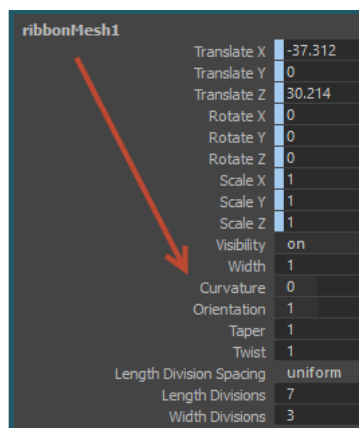 ribbonMesh1
Translate X -37.312
Translate Y 0
Translate Z 30.214
Rotate X 0
Rotate Y 0
Rotate Z 0
Scale X 1
Scale Y 1
Scale Z 1
Visibility on
Width 1
Curvature 0
Orientation 1
Taper 1
Twist 1
Length Division Spacing uniform
Length Divisions 7
Width Divisions 3